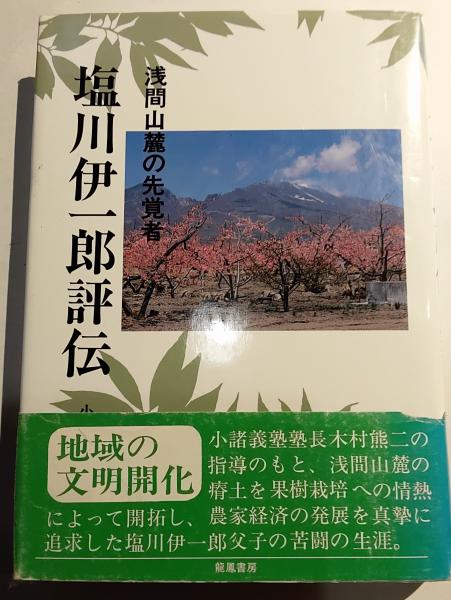 浅間山麓の先覚者
塩川伊一郎評伝
小
地域の
文明開化
小諸義塾塾長木村熊二の
指導のもと、浅間山麓の
瘠土を果樹栽培への情熱
によって開拓し、農家経済の発展を真摯に
追求した塩川伊一郎父子の苦闘の生涯。
龍鳳書房